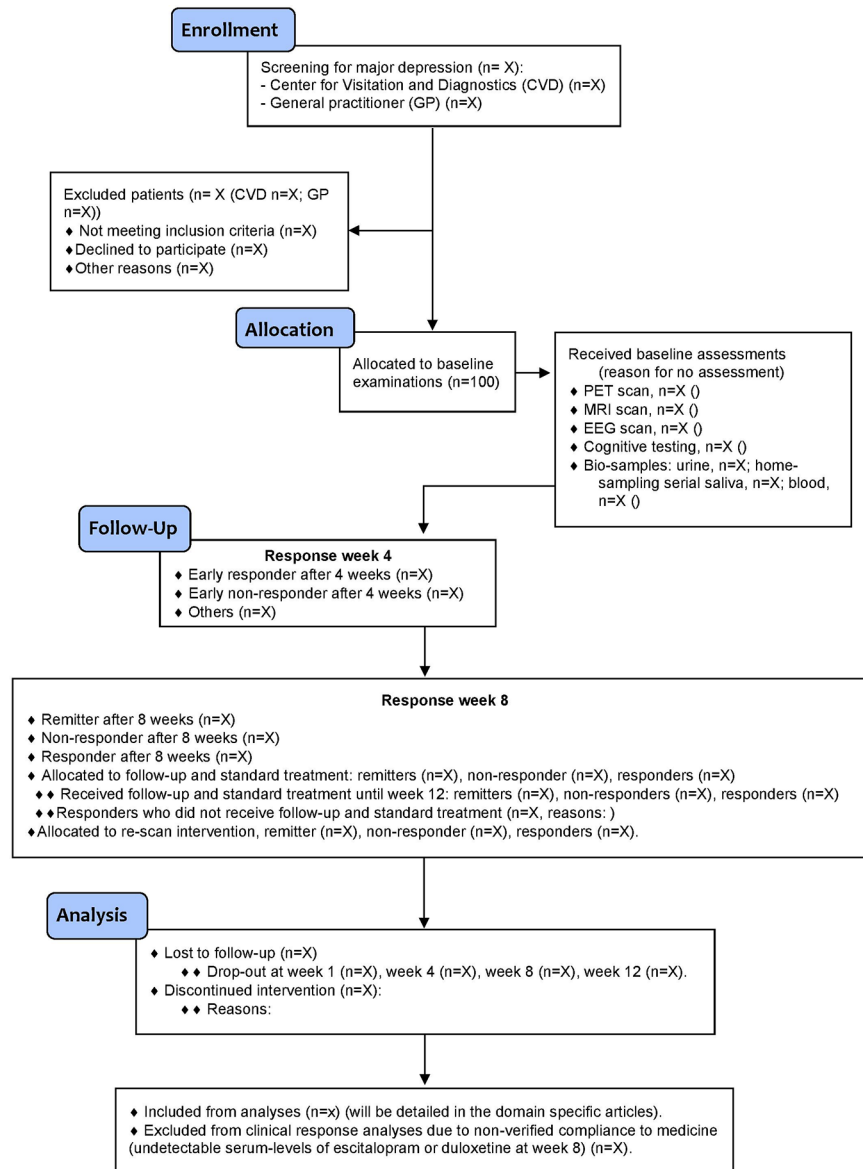 Enrollment
Screening for major depression (n= X):
- Center for Visitation and Diagnostics (CVD) (n=X)
- General practitioner (GP) (n=X)
Excluded patients (n= X (CVD n=X; GP
n=X))
♦ Not meeting inclusion criteria (n=X)
♦Declined to participate (n=X)
♦Other reasons (n=X)
Allocation
Allocated to baseline
examinations (n=100)
Received baseline assessments
(reason for no assessment)
♦ PET scan, n=X ()
♦ MRI scan, n=X ()
♦ EEG scan, n=X ()
♦ Cognitive testing, n=X ()
♦ Bio-samples: urine, n=X; home-
sampling serial saliva, n=X; blood,
n=X ()
Follow-Up
Response week 4
♦ Early responder after 4 weeks (n=X)
♦ Early non-responder after 4 weeks (n=X)
♦ Others (n=X)
Response week 8
♦ Remitter after 8 weeks (n=X)
♦ Non-responder after 8 weeks (n=X)
♦ Responder after 8 weeks (n=X)
♦ Allocated to follow-up and standard treatment: remitters (n=X), non-responder (n=X), responders (n=X)
♦♦ Received follow-up and standard treatment until week 12: remitters (n=X), non-responders (n=X), responders (n=X)
♦♦Responders who did not receive follow-up and standard treatment (n=X, reasons: )
♦Allocated to re-scan intervention, remitter (n=X), non-responder (n=X), responders (n=X).
Analysis
♦ Lost to follow-up (n=X)
♦♦ Drop-out at week 1 (n=X), week 4 (n=X), week 8 (n=X), week 12 (n=X).
♦ Discontinued intervention (n=X):
♦♦ Reasons:
♦ Included from analyses (n=x) (will be detailed in the domain specific articles).
♦ Excluded from clinical response analyses due to non-verified compliance to medicine
(undetectable serum-levels of escitalopram or duloxetine at week 8) (n=X).